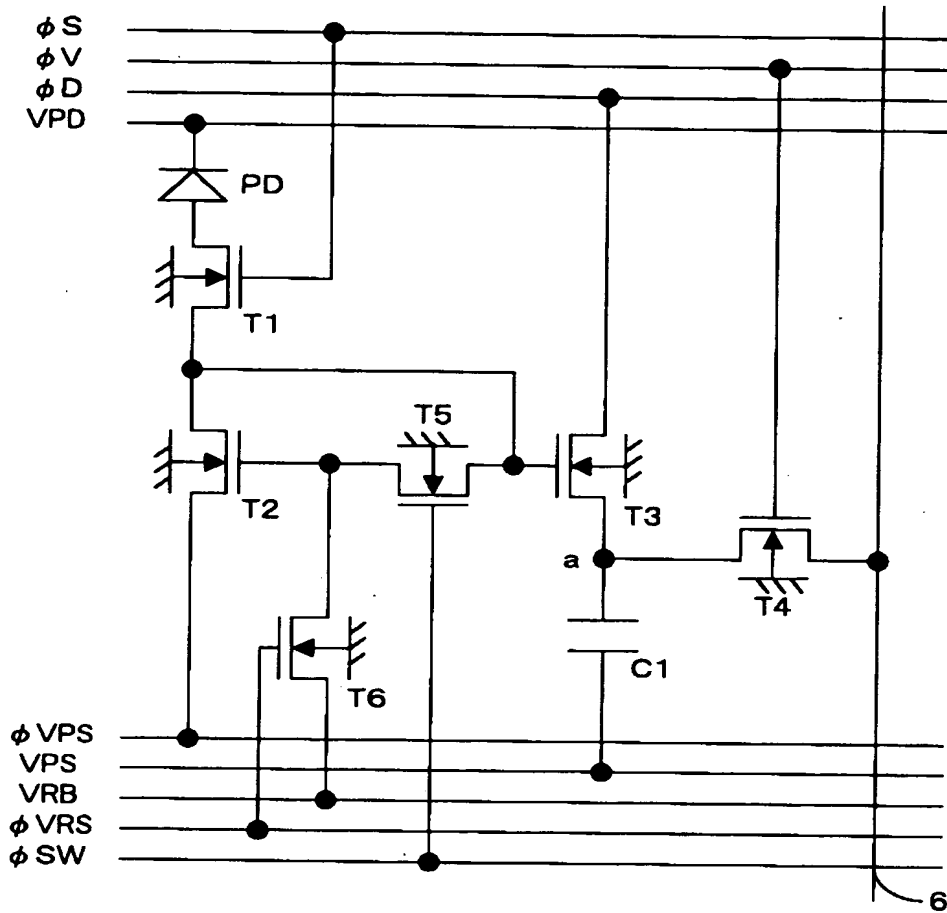 φS
φV
φD
VPD
PD
T1
T5
T2
T3
a
T4
C1
T6
φVPS
VPS
VRB
φVRS
φSW
6